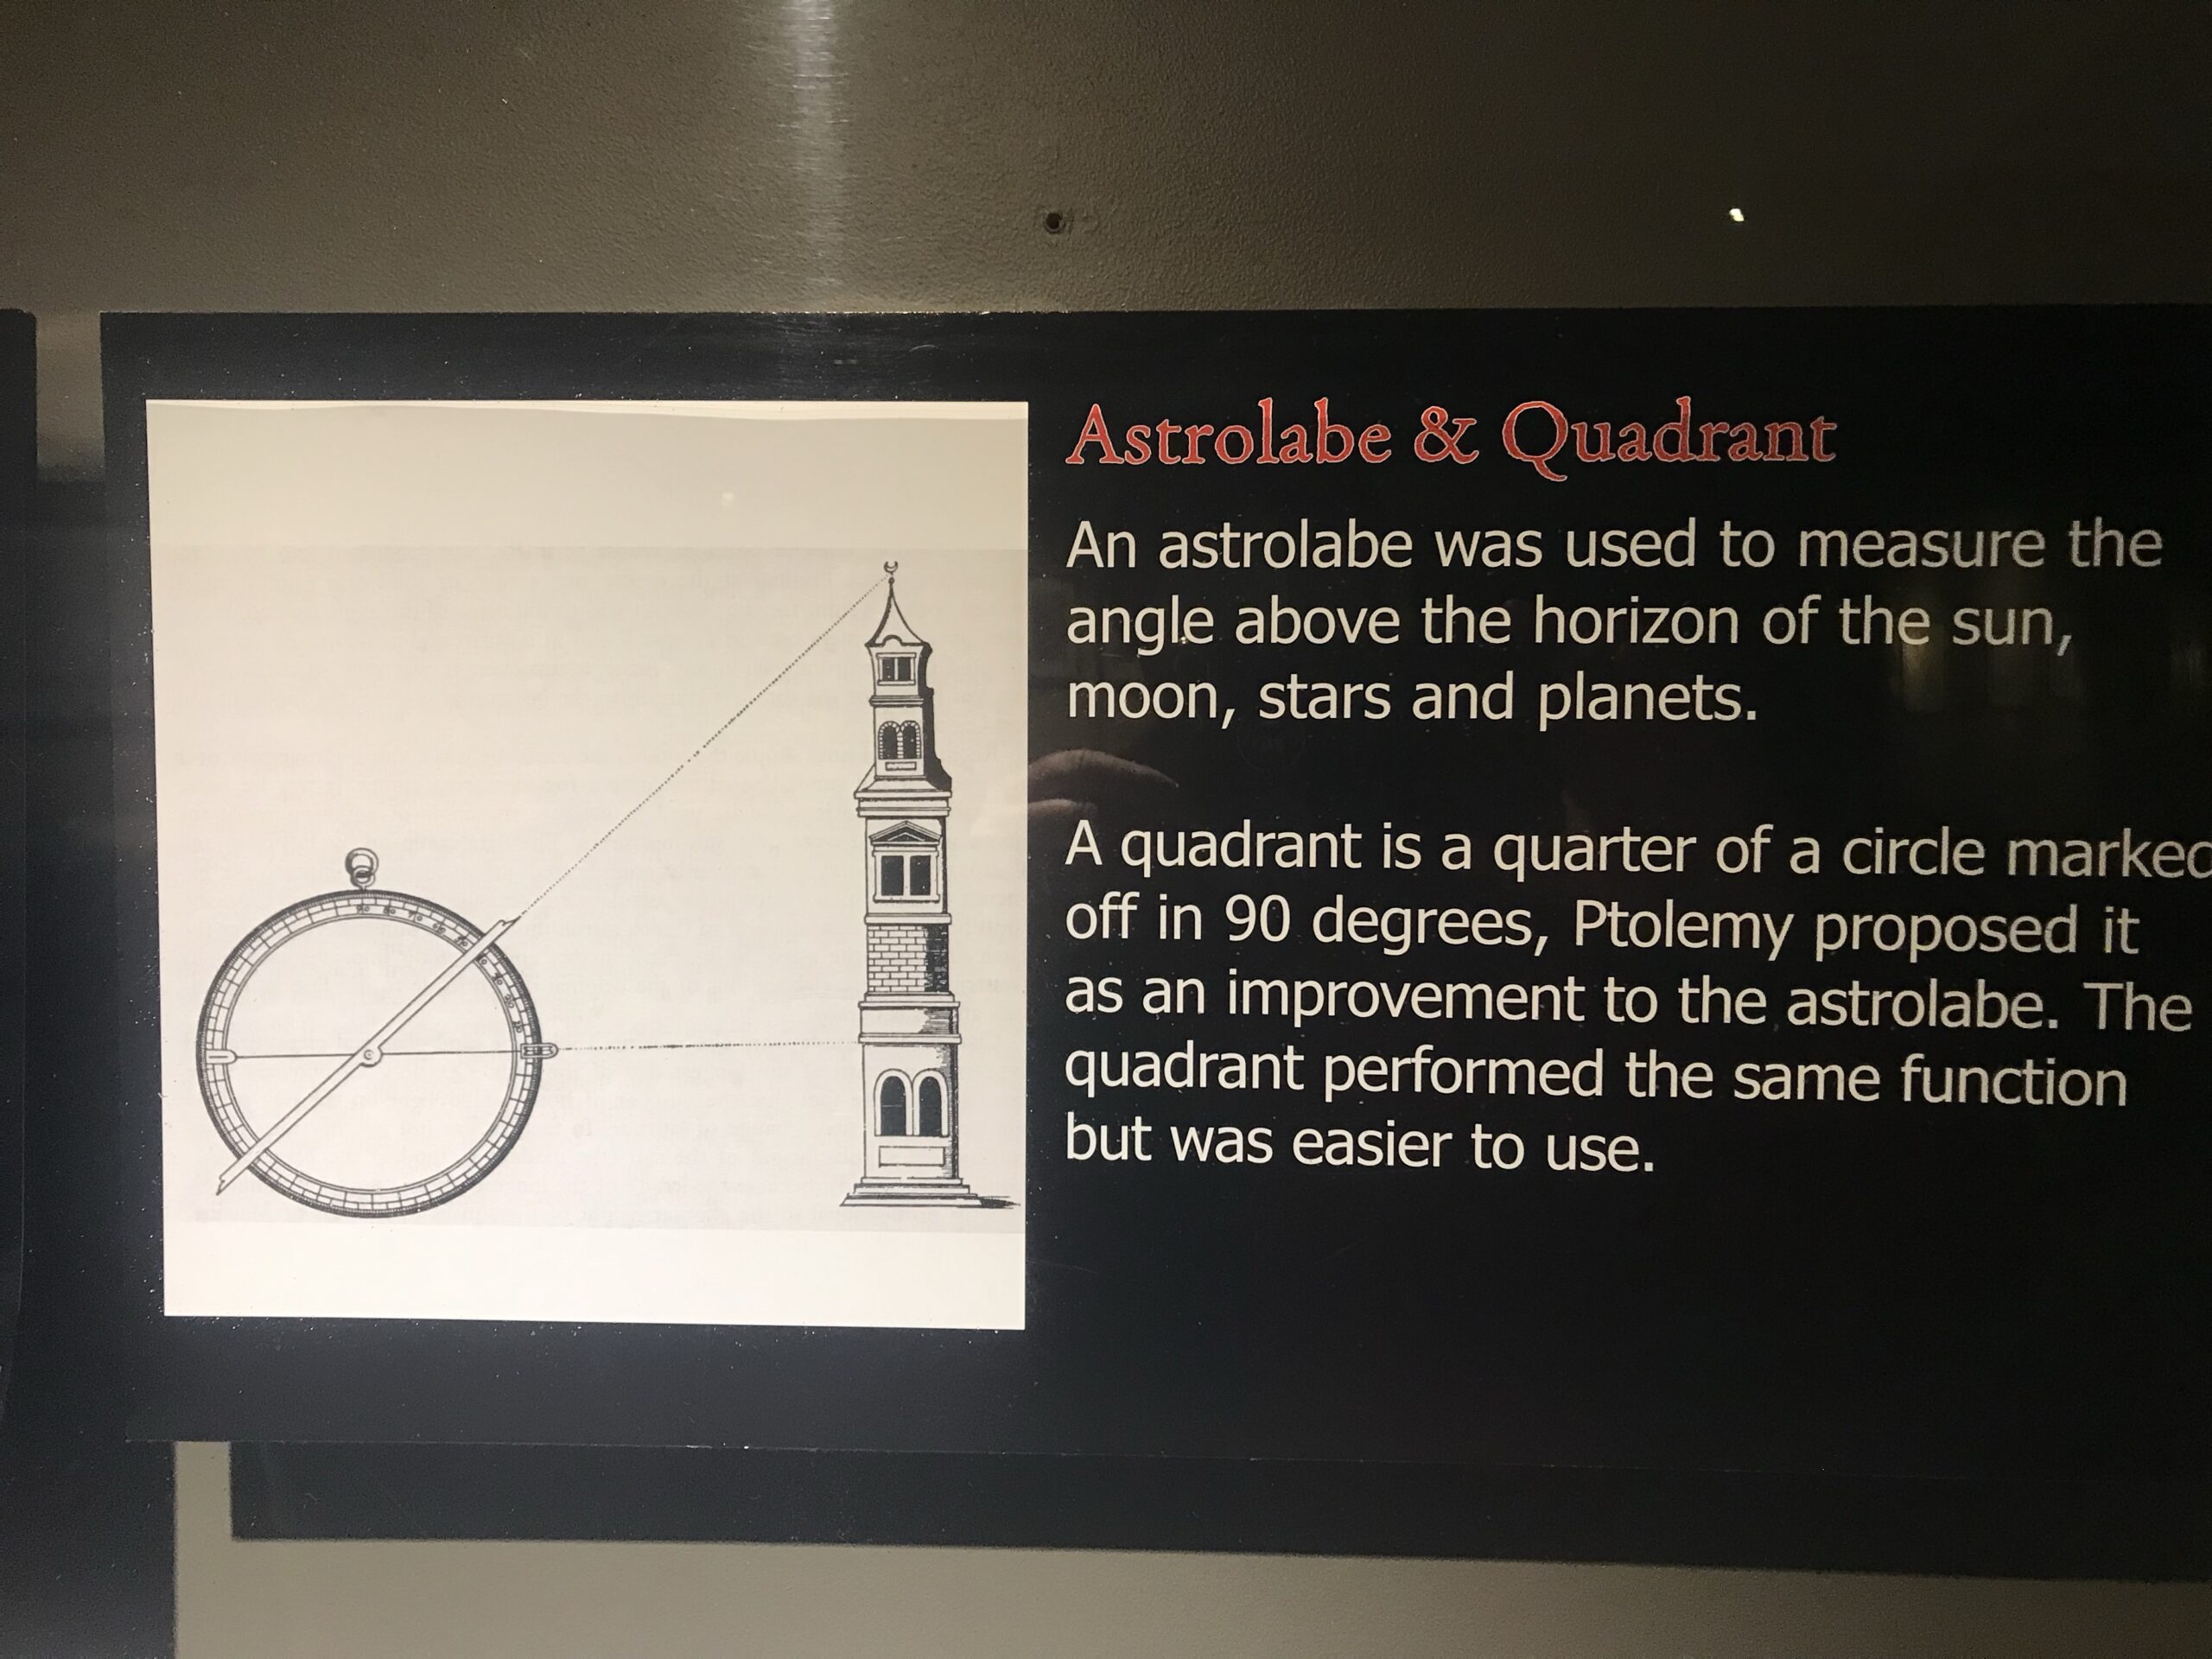 Astrolabe & Quadrant
An astrolabe was used to measure the
angle above the horizon of the sun,
moon, stars and planets.
A quadrant is a quarter of a circle marked
off in 90 degrees, Ptolemy proposed it
as an improvement to the astrolabe. The
quadrant performed the same function
but was easier to use.